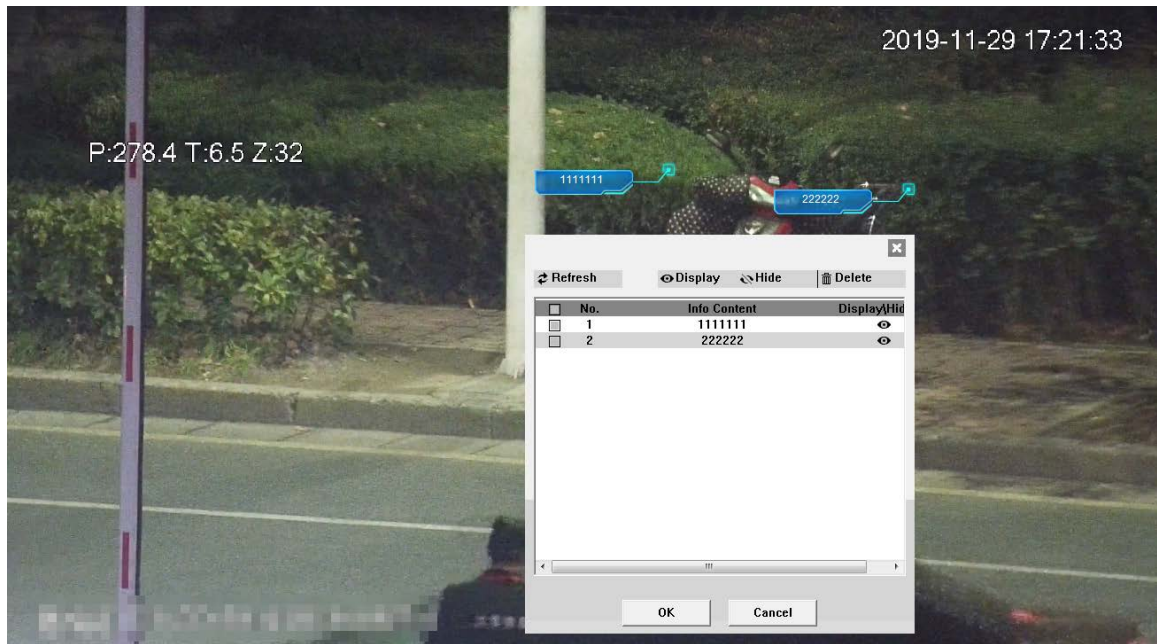 2019-11-29 17:21:33
P:278.4 T:6.5 Z:32
1111111
222222
Refresh Display Hide Delete
No. Info Content Display\Hid
1 1111111
2 222222
OK Cancel